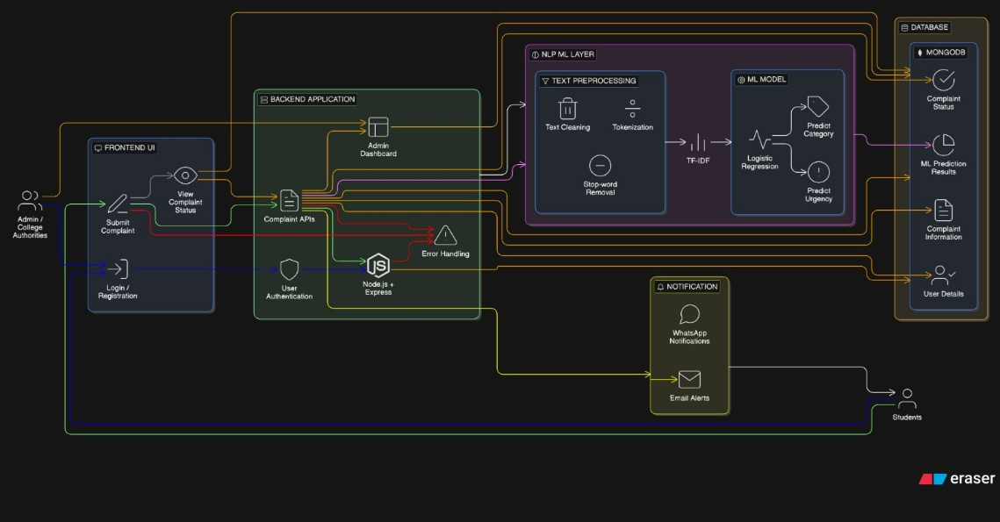 DATABASE
MONGODB
Complaint
Status
ML Prediction
Results
Complaint
Information
User Details
NLP ML LAYER
TEXT PREPROCESSING
Text Cleaning
Tokenization
Stop-word
Removal
TF-IDF
ML MODEL
Logistic
Regression
Predict
Category
Predict
Urgency
BACKEND APPLICATION
Admin
Dashboard
Complaint APIs
Error Handling
User
Authentication
JS
Node.js +
Express
FRONTEND UI
View
Complaint
Status
Submit
Complaint
Login /
Registration
Admin /
College
Authorities
NOTIFICATION
WhatsApp
Notifications
Email Alerts
Students
eraser